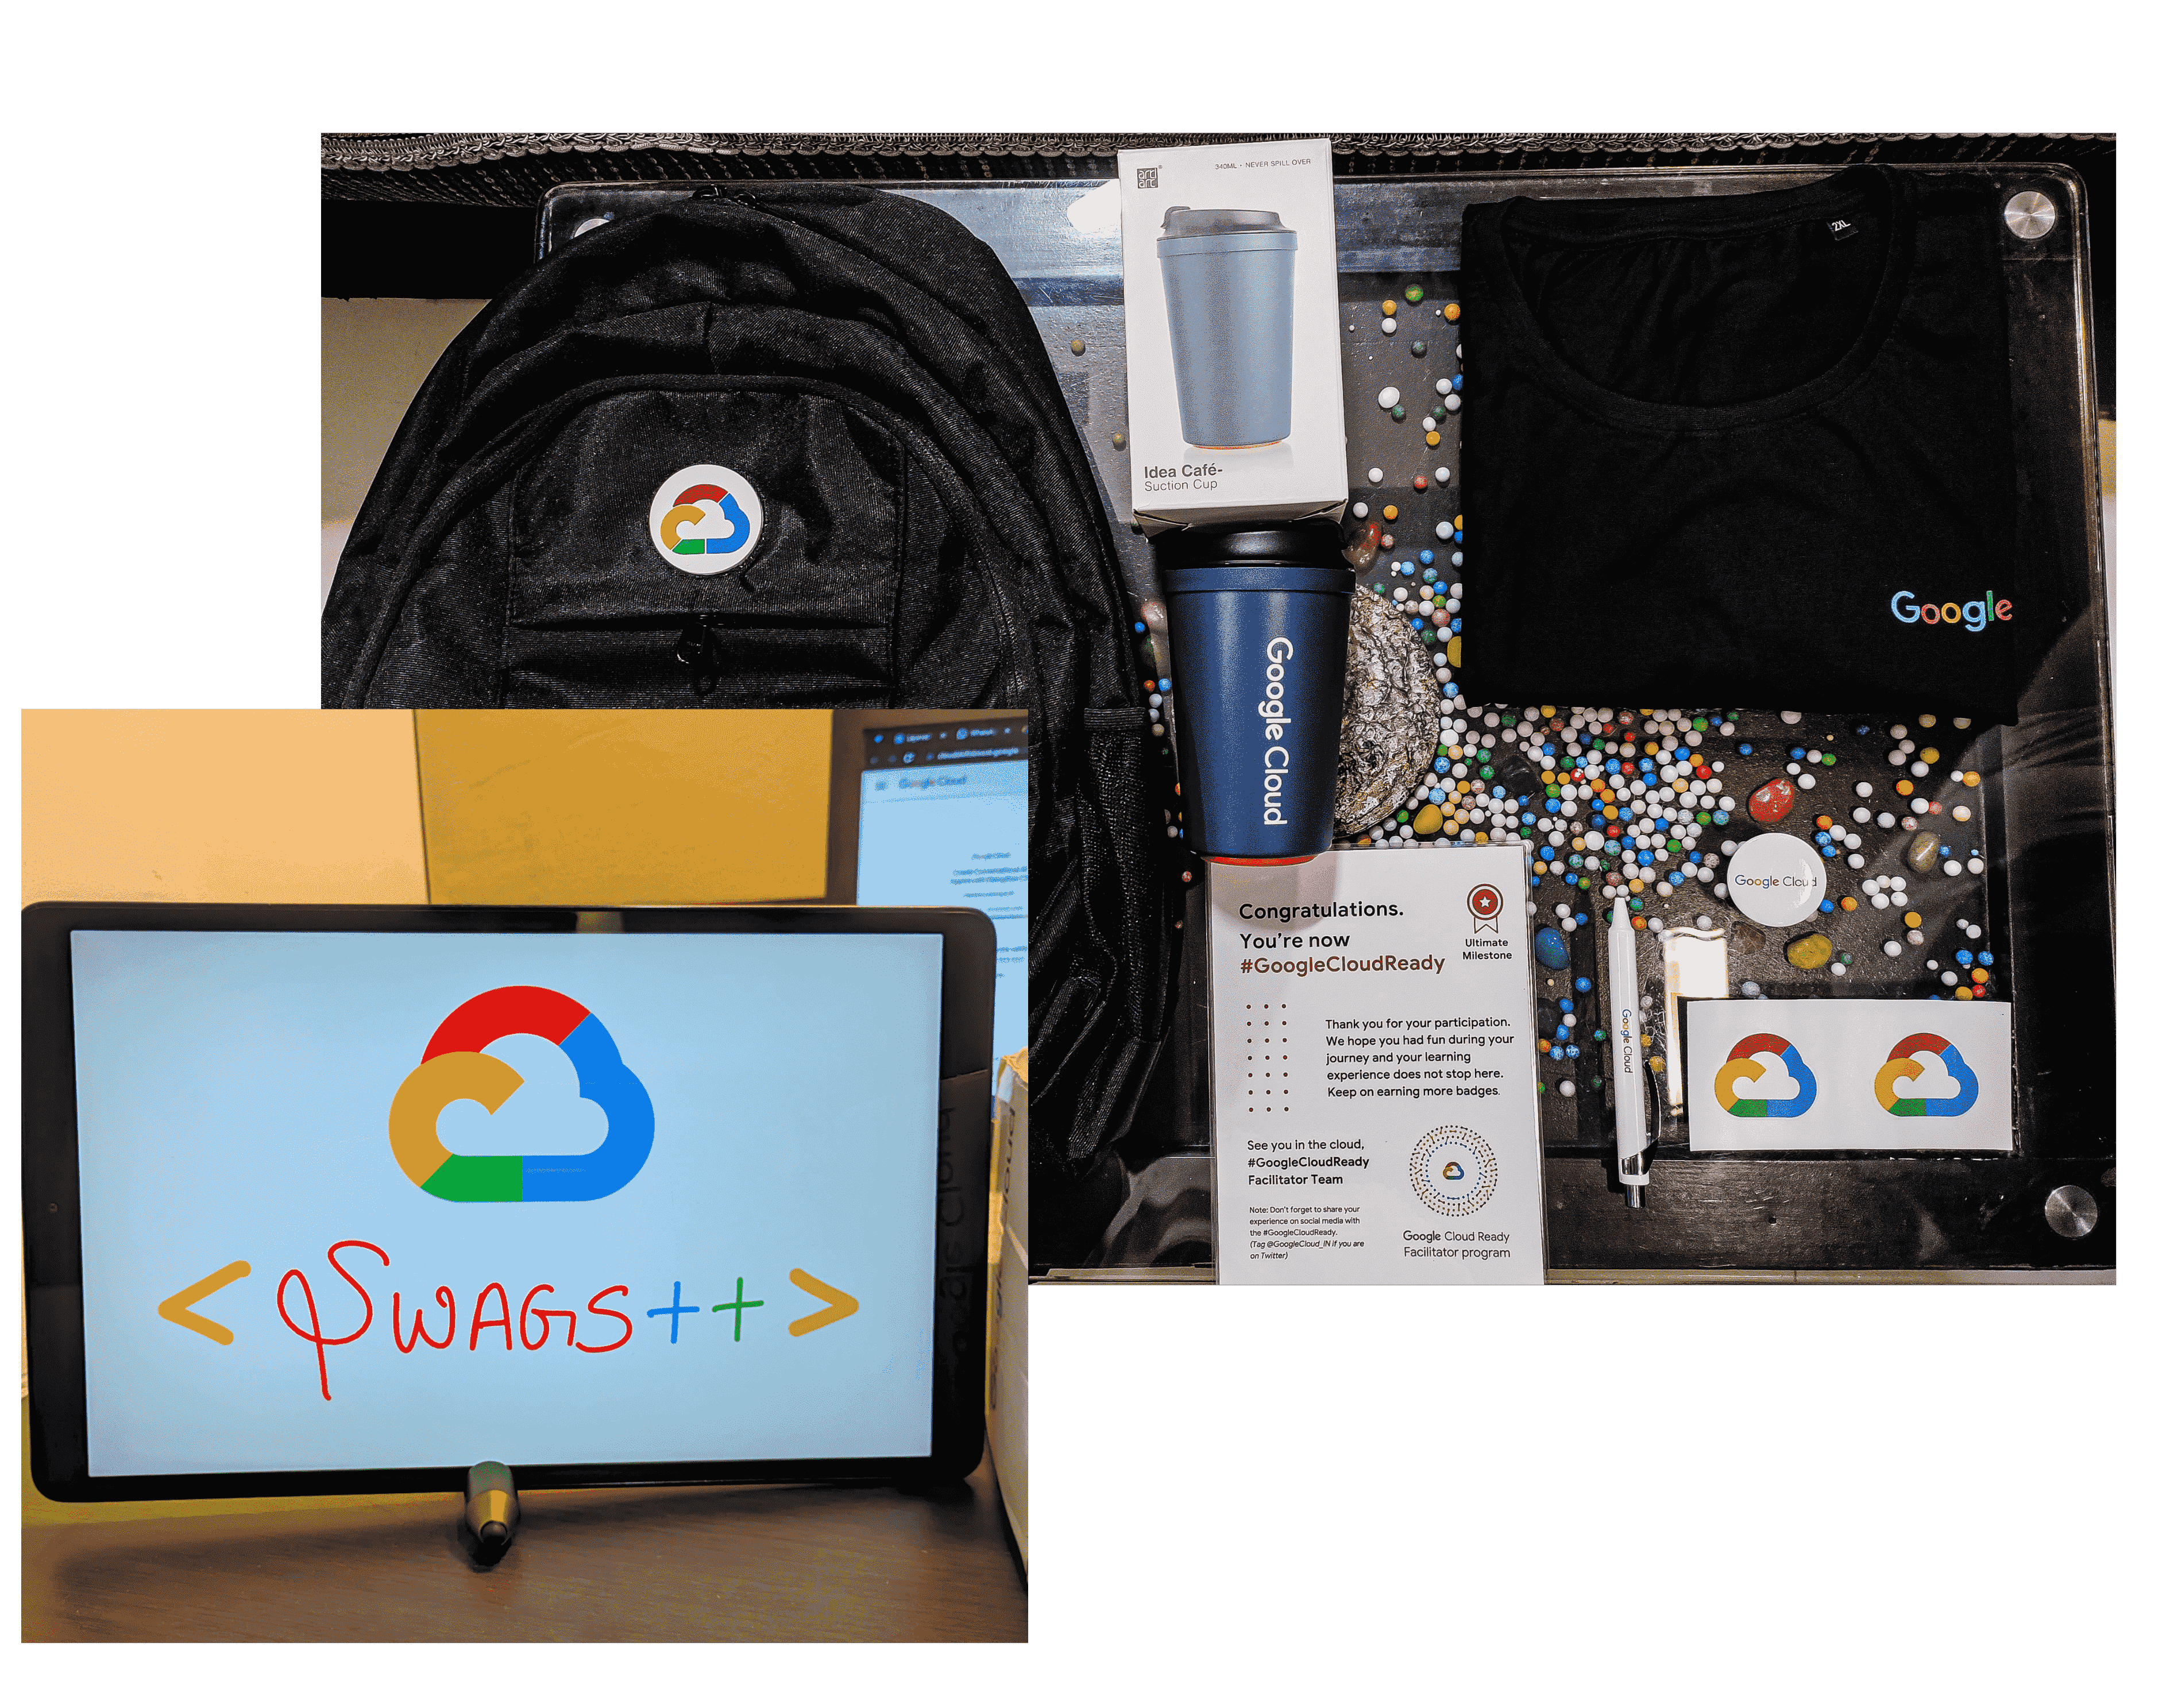 ard
art
340ML • NEVER SPILL OVER
Idea Café-
Suction Cup
2XL
Google
Google Cloud
Congratulations.
You're now
#GoogleCloudReady
Ultimate
Milestone
Thank you for your participation.
We hope you had fun during your
journey and your learning
experience does not stop here.
Keep on earning more badges.
See you in the cloud,
#GoogleCloudReady
Facilitator Team
Note: Don't forget to share your
experience on social media with
the #GoogleCloudReady.
(Tag @GoogleCloud_IN if you are
on Twitter)
Google Cloud Ready
Facilitator program
Google Cloud
Google Cloud
Google Cloud
<SWAGS++>